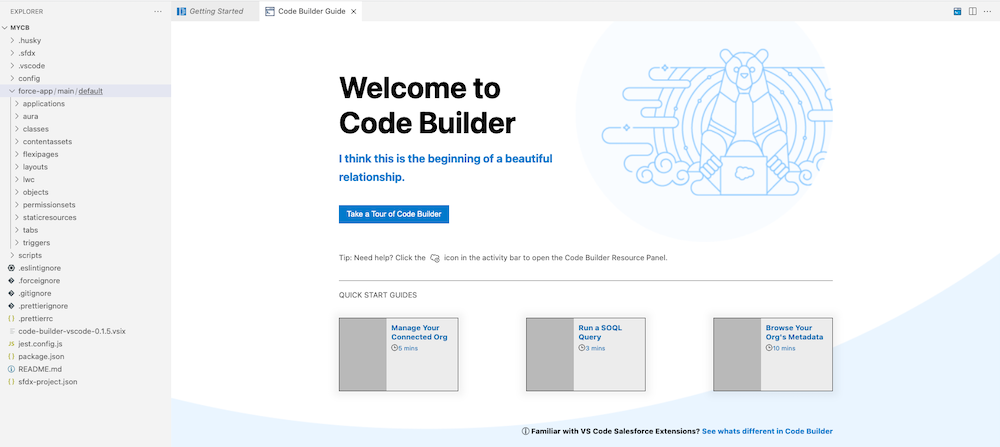 EXPLORER
MYCB
.husky
.sfdx
.vscode
config
force-app / main / default
applications
aura
classes
contentassets
flexipages
layouts
lwc
objects
permissionsets
staticresources
tabs
triggers
scripts
.eslintignore
.forceignore
.gitignore
.prettierignore
.prettierrc
code-builder-vscode-0.1.5.vsix
jest.config.js
package.json
README.md
sfdx-project.json
Getting Started
Code Builder Guide
Welcome to
Code Builder
I think this is the beginning of a beautiful
relationship.
Take a Tour of Code Builder
Tip: Need help? Click the icon in the activity bar to open the Code Builder Resource Panel.
QUICK START GUIDES
Manage Your
Connected Org
5 mins
Run a SOQL
Query
3 mins
Browse Your
Org's Metadata
10 mins
Familiar with VS Code Salesforce Extensions? See whats different in Code Builder